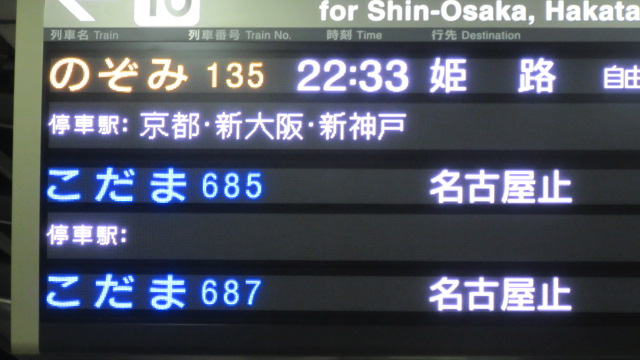 16
for Shin-Osaka, Hakata
列車名 Train 列車番号 Train No. 時刻 Time 行先 Destination
のぞみ 135 22:33 姫 路 自由
停車駅: 京都・新大阪・新神戸
こだま 685 名古屋止
停車駅:
こだま 687 名古屋止